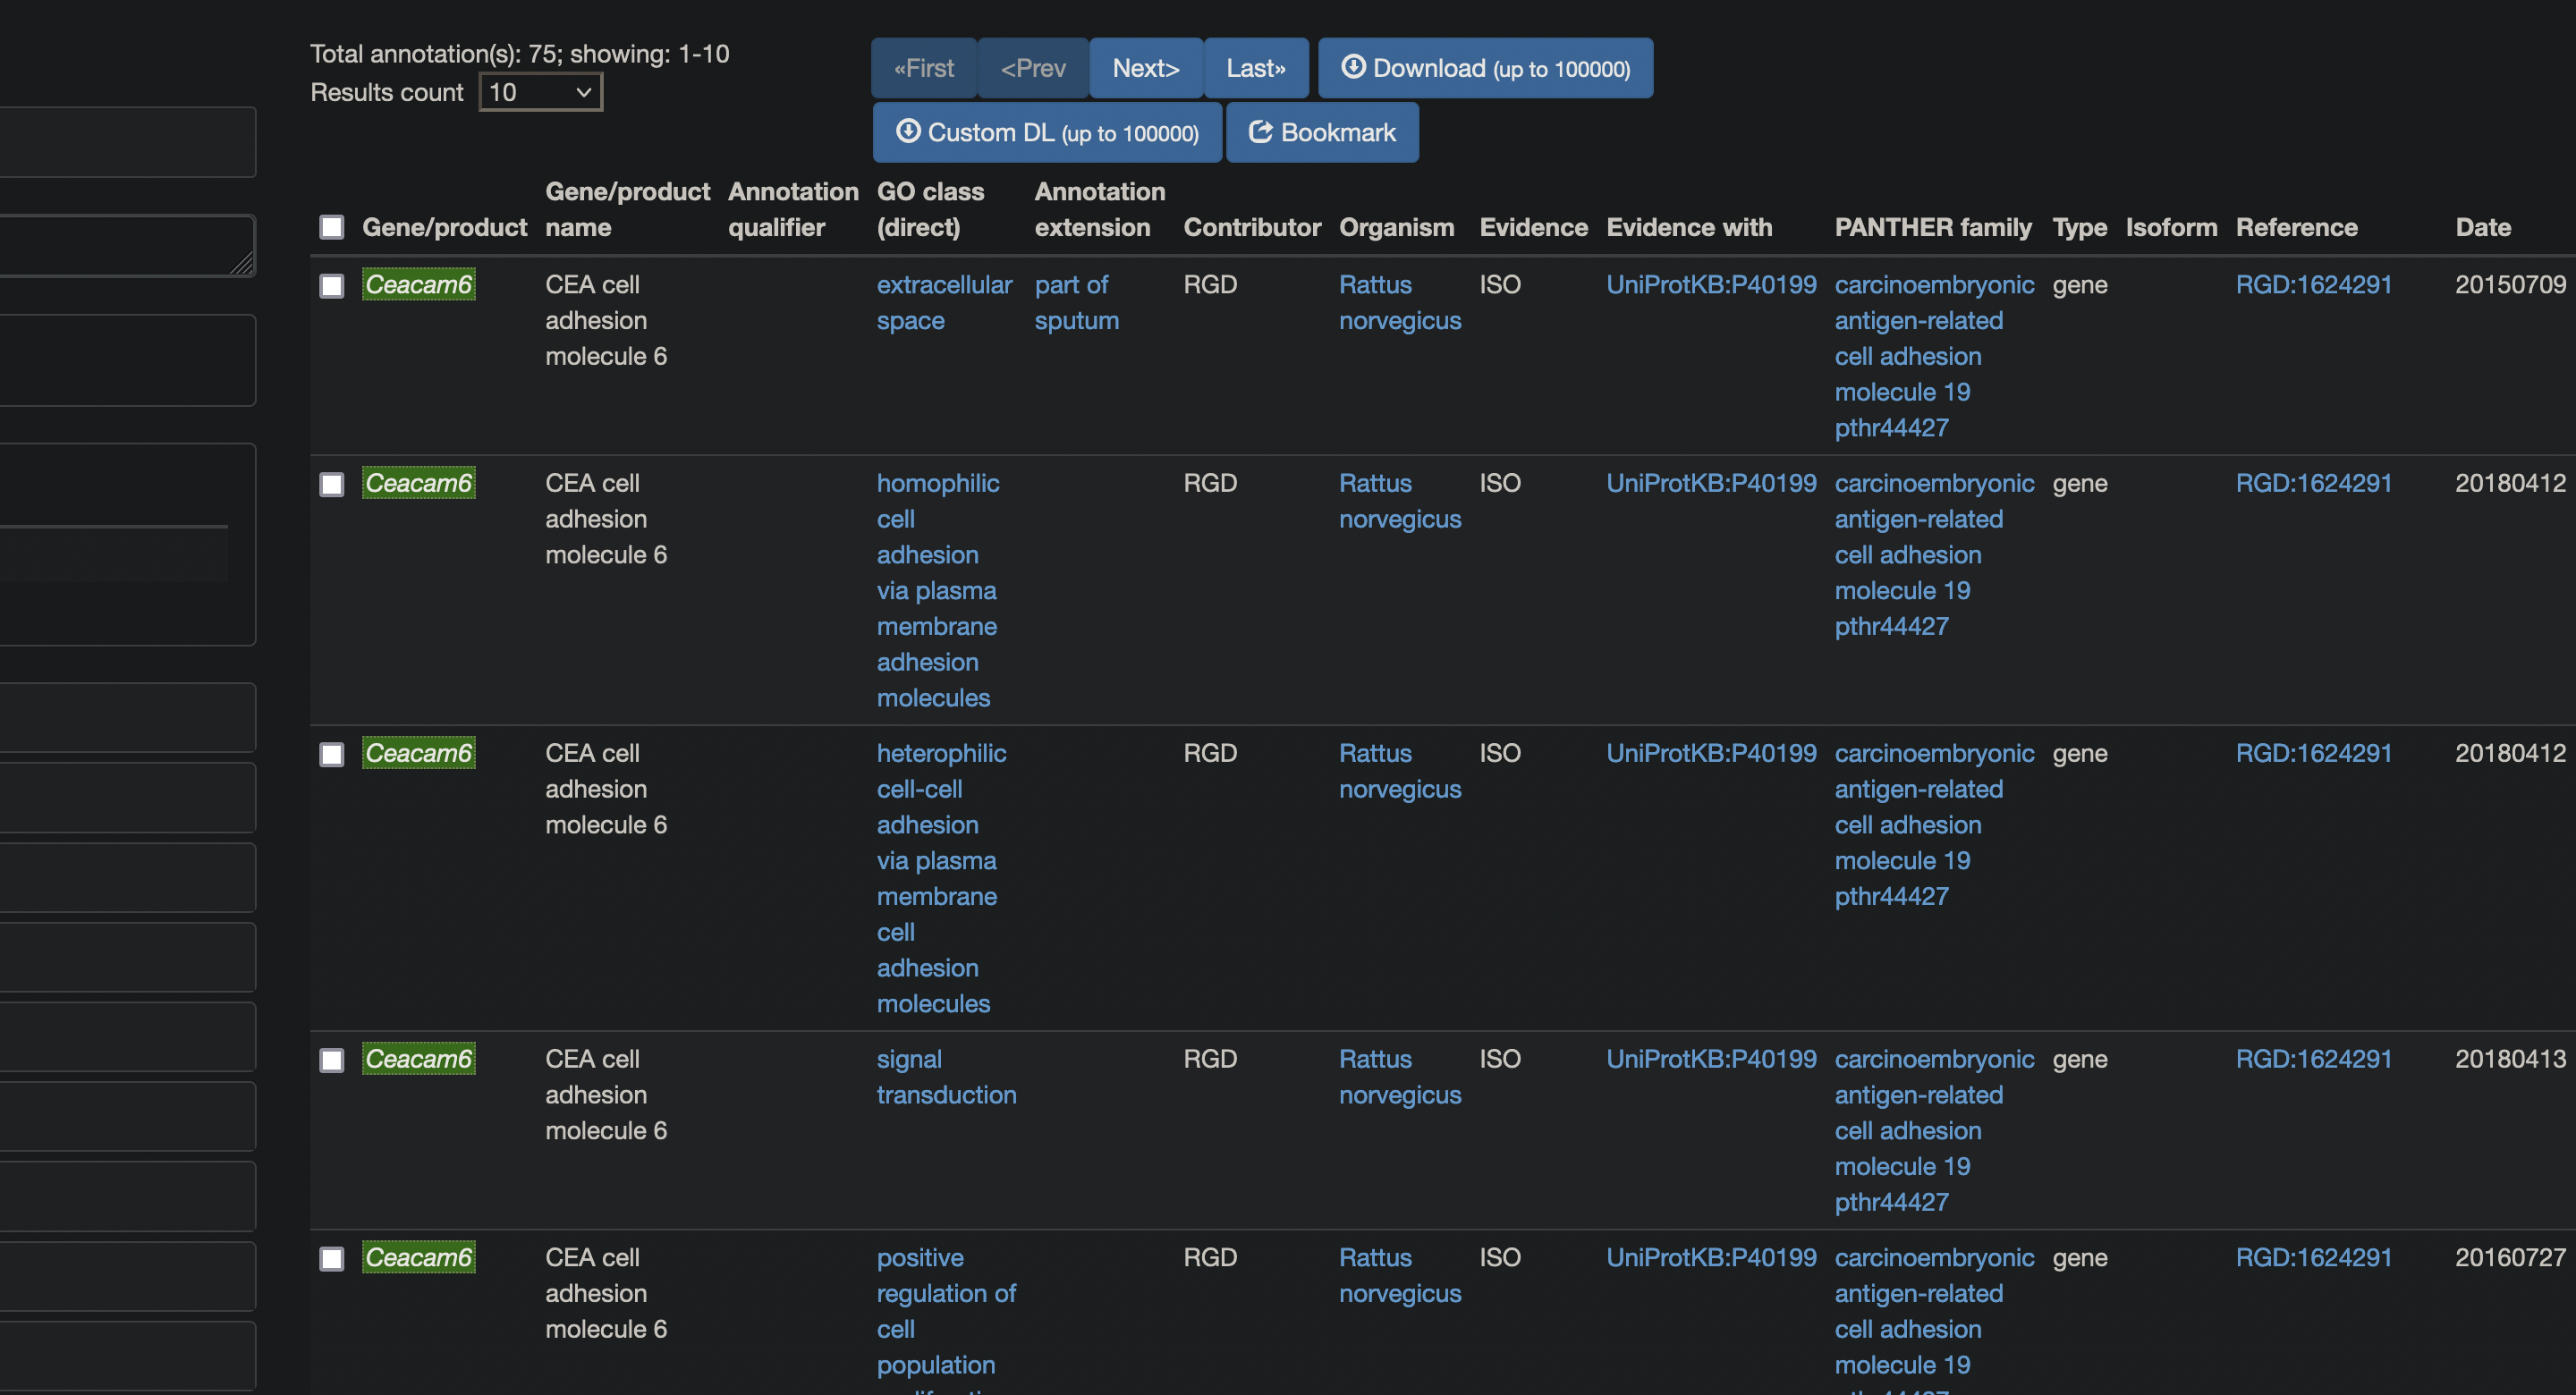 Total annotation(s): 75; showing: 1-10
Results count 10
«First <Prev Next> Last» Download (up to 100000)
Custom DL (up to 100000) Bookmark
Gene/product Gene/product name Annotation qualifier GO class (direct) Annotation extension Contributor Organism Evidence Evidence with PANTHER family Type Isoform Reference Date
Ceacam6 CEA cell extracellular part of RGD Rattus ISO UniProtKB:P40199 carcinoembryonic gene RGD:1624291 20150709
adhesion space sputum norvegicus antigen-related
molecule 6 cell adhesion
molecule 19
pthr44427
Ceacam6 CEA cell homophilic RGD Rattus ISO UniProtKB:P40199 carcinoembryonic gene RGD:1624291 20180412
adhesion cell norvegicus antigen-related
molecule 6 adhesion cell adhesion
via plasma molecule 19
membrane pthr44427
adhesion
molecules
Ceacam6 CEA cell heterophilic RGD Rattus ISO UniProtKB:P40199 carcinoembryonic gene RGD:1624291 20180412
adhesion cell-cell norvegicus antigen-related
molecule 6 adhesion cell adhesion
via plasma molecule 19
membrane pthr44427
cell
adhesion
molecules
Ceacam6 CEA cell signal RGD Rattus ISO UniProtKB:P40199 carcinoembryonic gene RGD:1624291 20180413
adhesion transduction norvegicus antigen-related
molecule 6 cell adhesion
molecule 19
pthr44427
Ceacam6 CEA cell positive RGD Rattus ISO UniProtKB:P40199 carcinoembryonic gene RGD:1624291 20160727
adhesion regulation of norvegicus antigen-related
molecule 6 cell cell adhesion
population molecule 19